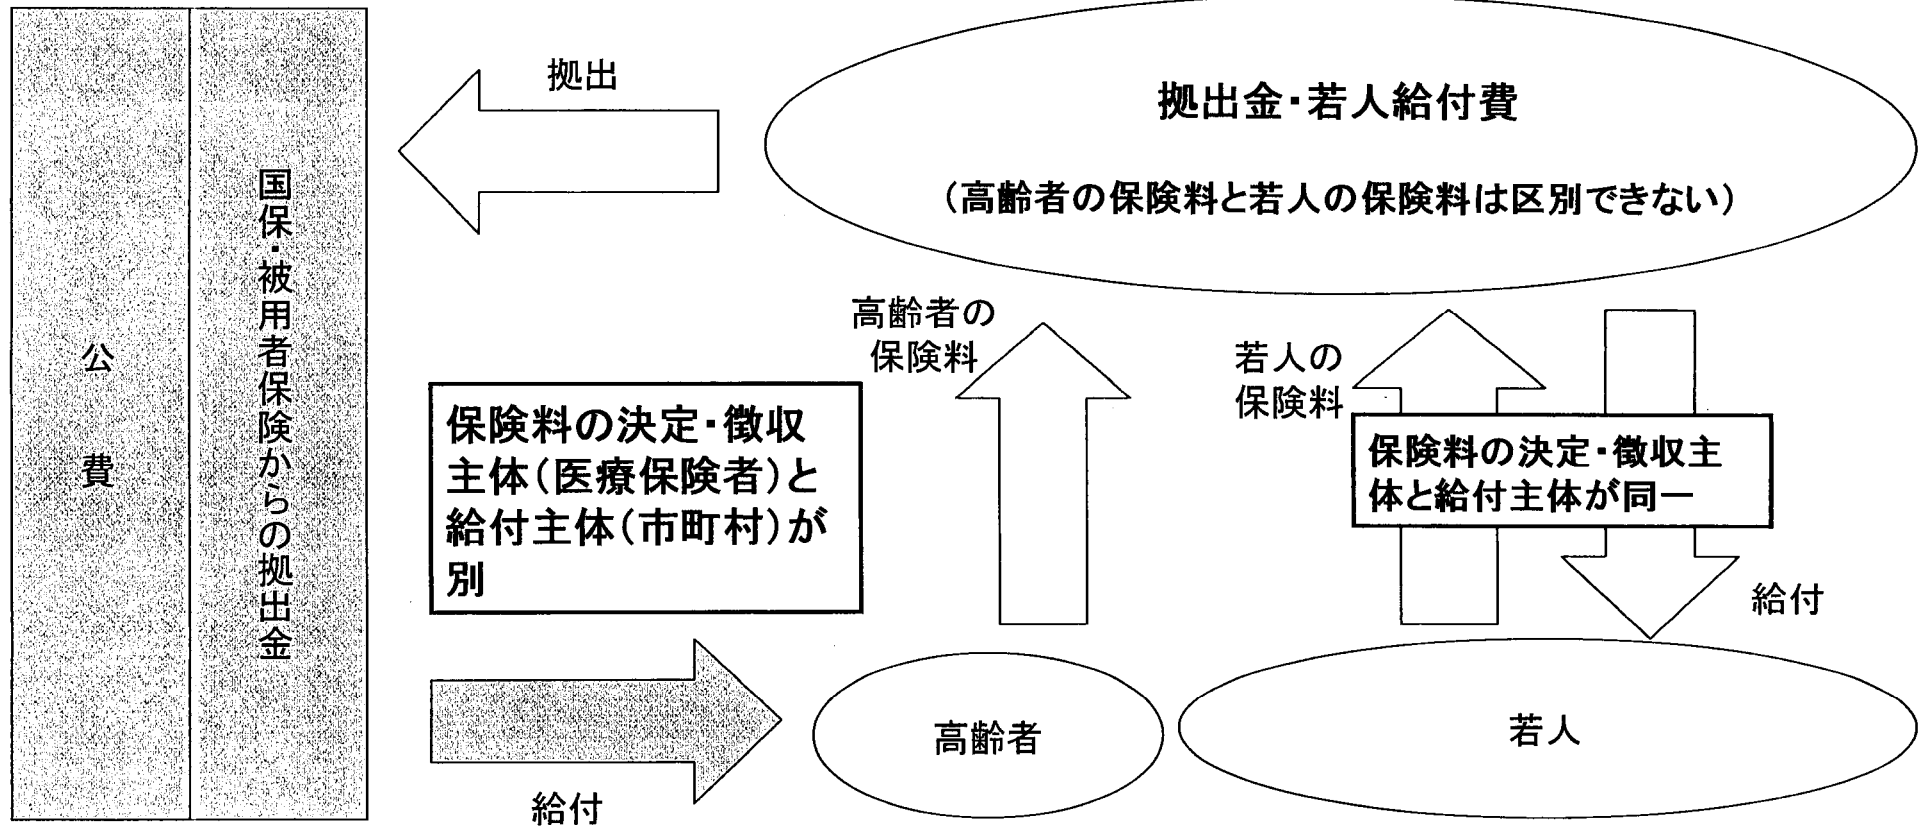 公費
国保・被用者保険からの拠出金
拠出
拠出金・若人給付費
（高齢者の保険料と若人の保険料は区別できない）
高齢者の
保険料
若人の
保険料
保険料の決定・徴収
主体（医療保険者）と
給付主体（市町村）が
別
保険料の決定・徴収主
体と給付主体が同一
給付
給付
高齢者
若人